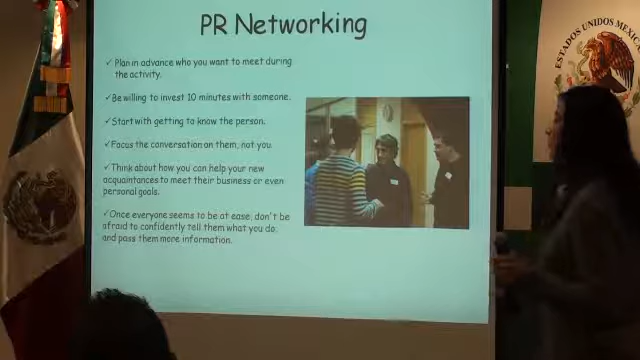 PR Networking
✓ Plan in advance who you want to meet during
the activity.
✓ Be willing to invest 10 minutes with someone.
✓ Start with getting to know the person.
✓ Focus the conversation on them, not you.
✓ Think about how you can help your new
acquaintances to meet their business or even
personal goals.
✓ Once everyone seems to be at ease, don't be
afraid to confidently tell them what you do,
and pass them more information.
ESTADOS UNIDOS MEXIC